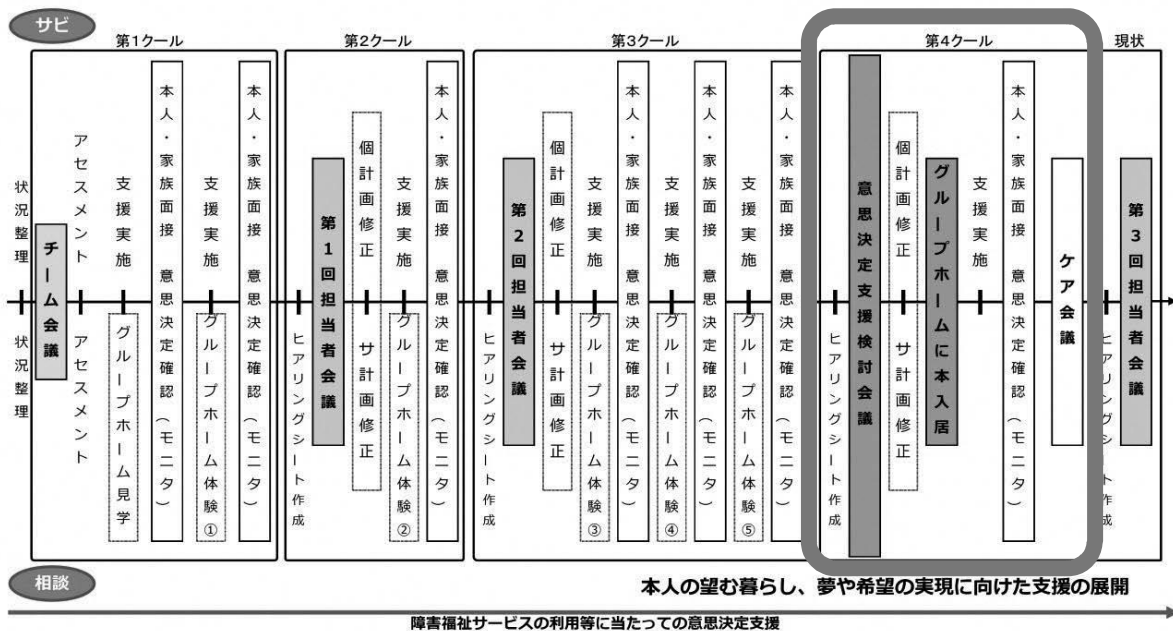 サビ
第1クール
第2クール
第3クール
第4クール
現状
状況整理
状況整理
チーム会議
アセスメント
アセスメント
支援実施
グループホーム見学
本人・家族面接 意思決定確認(モニタ)
支援実施
グループホーム体験①
本人・家族面接 意思決定確認(モニタ)
ヒアリングシート作成
第1回担当者会議
個計画修正
サ計画修正
支援実施
グループホーム体験②
本人・家族面接 意思決定確認(モニタ)
ヒアリングシート作成
第2回担当者会議
個計画修正
サ計画修正
支援実施
グループホーム体験③
本人・家族面接 意思決定確認(モニタ)
支援実施
グループホーム体験④
本人・家族面接 意思決定確認(モニタ)
支援実施
グループホーム体験⑤
本人・家族面接 意思決定確認(モニタ)
ヒアリングシート作成
意思決定支援検討会議
個計画修正
サ計画修正
グループホームに本入居
支援実施
本人・家族面接 意思決定確認(モニタ)
ケア会議
ヒアリングシート作成
第3回担当者会議
相談
本人の望む暮らし、夢や希望の実現に向けた支援の展開
障害福祉サービスの利用等に当たっての意思決定支援